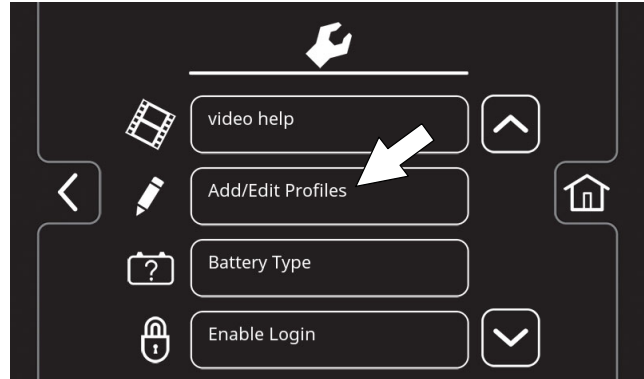 video help
Add/Edit Profiles
Battery Type
Enable Login